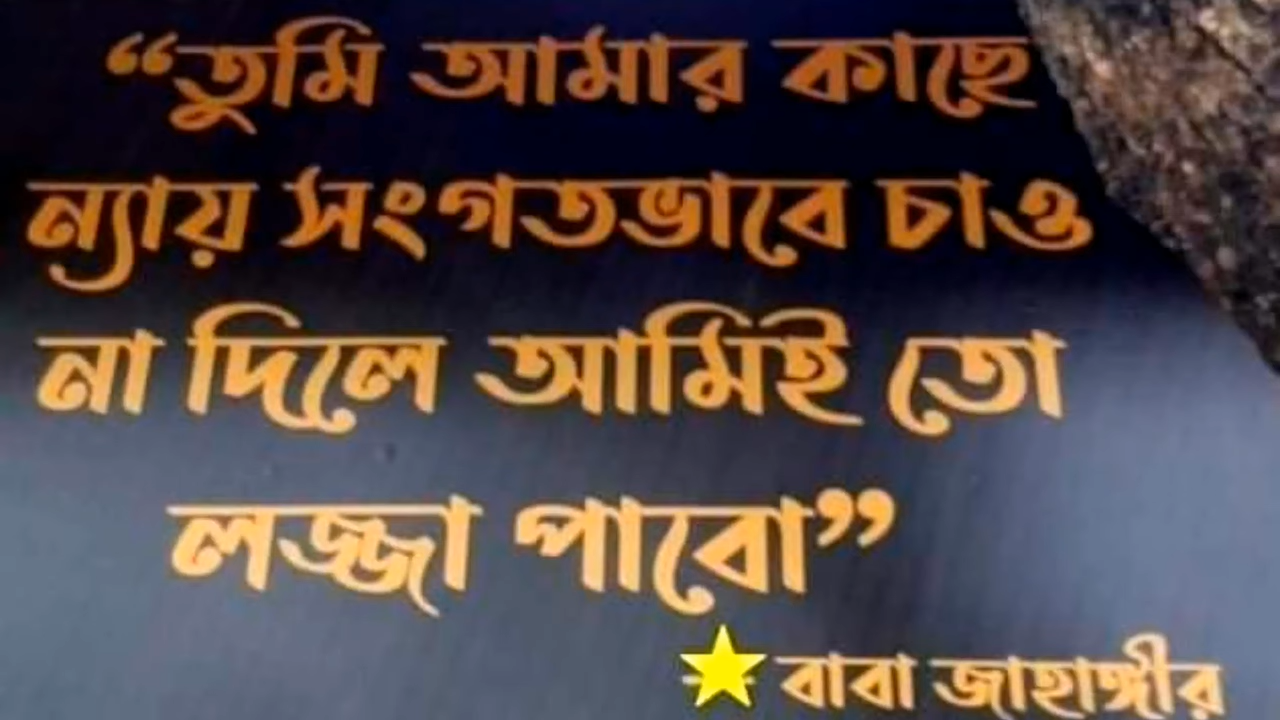 “তুমি আমার কাছে
ন্যায় সংগতভাবে চাও
না দিলে আমিই তো
লজ্জা পাবো”
বাবা জাহাঙ্গীর